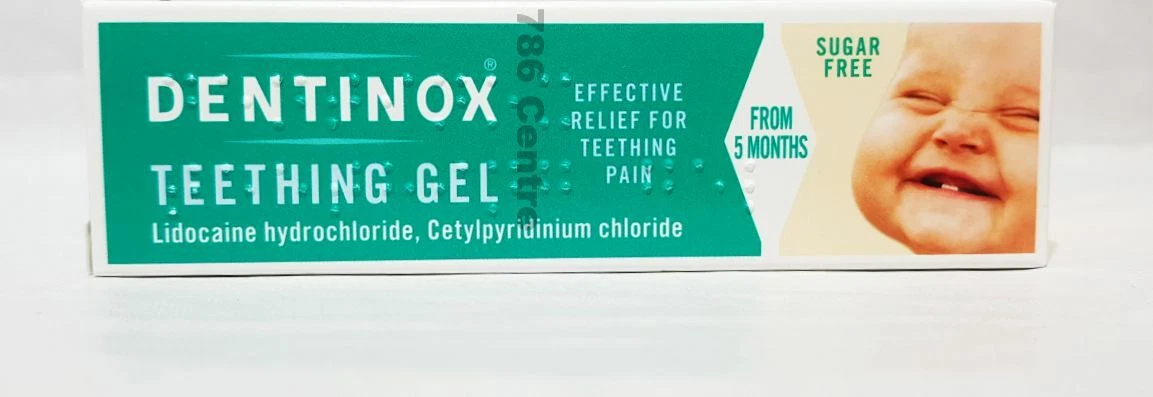 DENTINOX®
TEETHING GEL
Lidocaine hydrochloride, Cetylpyridinium chloride
EFFECTIVE
RELIEF FOR
TEETHING
PAIN
FROM
5 MONTHS
SUGAR
FREE
786 Centre